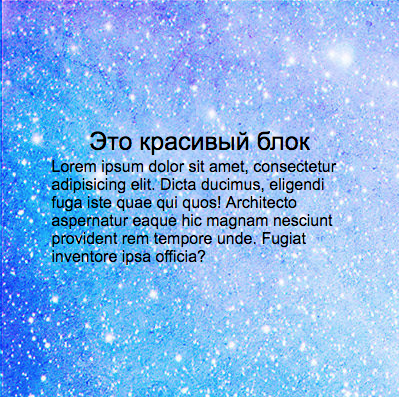 Это красивый блок
Lorem ipsum dolor sit amet, consectetur
adipisicing elit. Dicta ducimus, eligendi
fuga iste quae qui quos! Architecto
aspernatur eaque hic magnam nesciunt
provident rem tempore unde. Fugiat
inventore ipsa officia?